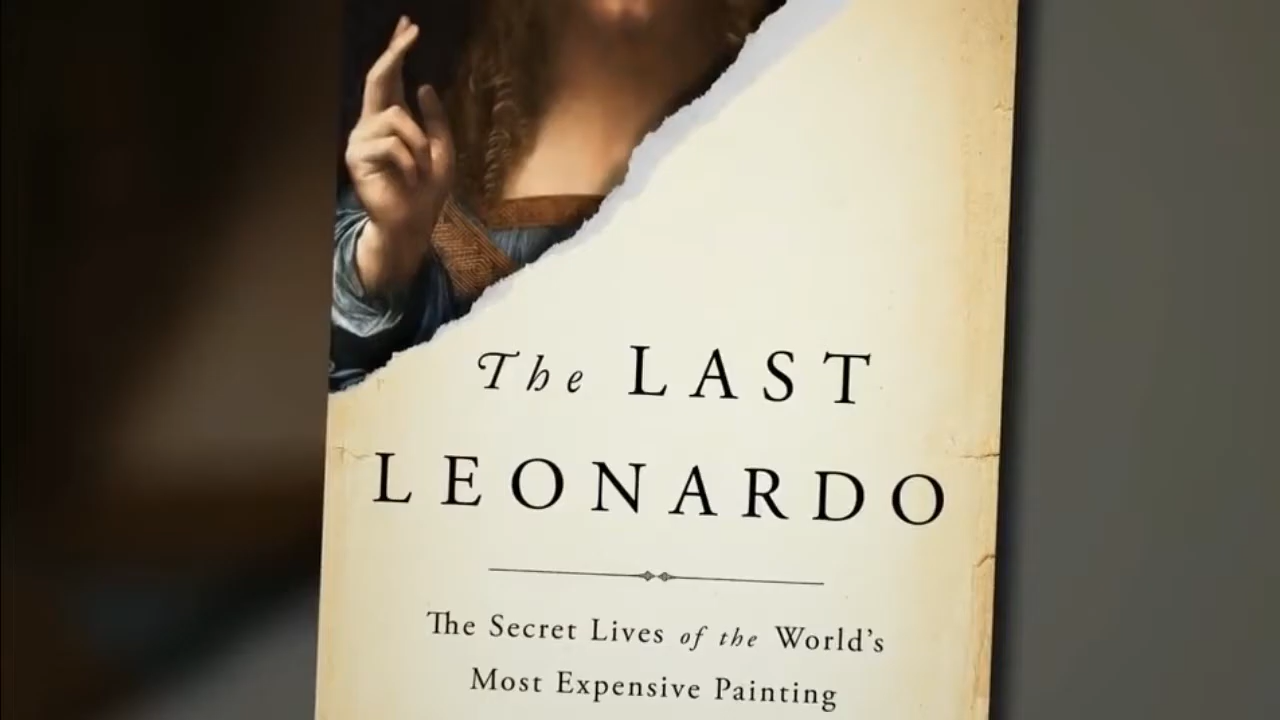 The LAST
LEONARDO
The Secret Lives of the World's
Most Expensive Painting